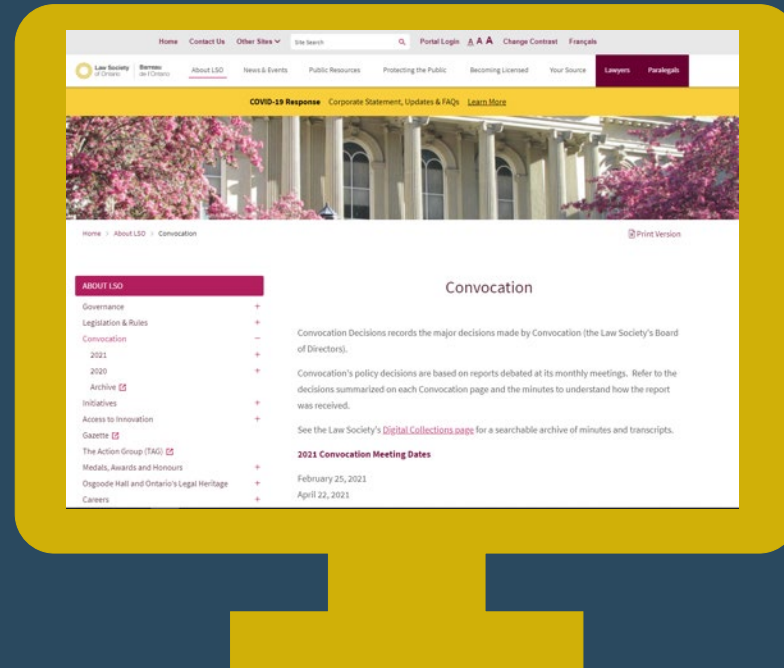 Home Contact Us Other Sites Site Search Portal Login A A A Change Contrast Français
Law Society Barreau
of Ontario de l'Ontario
About LSO News & Events Public Resources Protecting the Public Becoming Licensed Your Source Lawyers Paralegals
COVID-19 Response Corporate Statement, Updates & FAQs Learn More
Home > About LSO > Convocation
Print Version
ABOUT LSO
Governance +
Legislation & Rules +
Convocation −
2021 +
2020 +
Archive
Initiatives +
Access to Innovation +
Gazette
The Action Group (TAG)
Medals, Awards and Honours +
Osgoode Hall and Ontario's Legal Heritage +
Careers +
Convocation
Convocation Decisions records the major decisions made by Convocation (the Law Society's Board
of Directors).
Convocation's policy decisions are based on reports debated at its monthly meetings. Refer to the
decisions summarized on each Convocation page and the minutes to understand how the report
was received.
See the Law Society's Digital Collections page for a searchable archive of minutes and transcripts.
2021 Convocation Meeting Dates
February 25, 2021
April 22, 2021